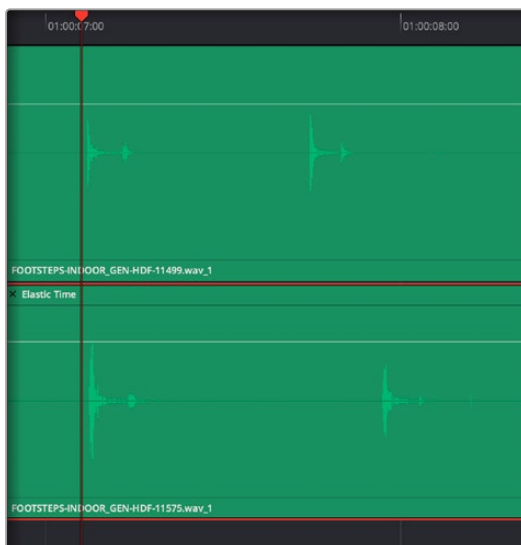 01:00:07:00
01:00:08:00
FOOTSTEPS-INDOOR_GEN-HDF-11499.wav_1
× Elastic Time
FOOTSTEPS-INDOOR_GEN-HDF-11575.wav_1